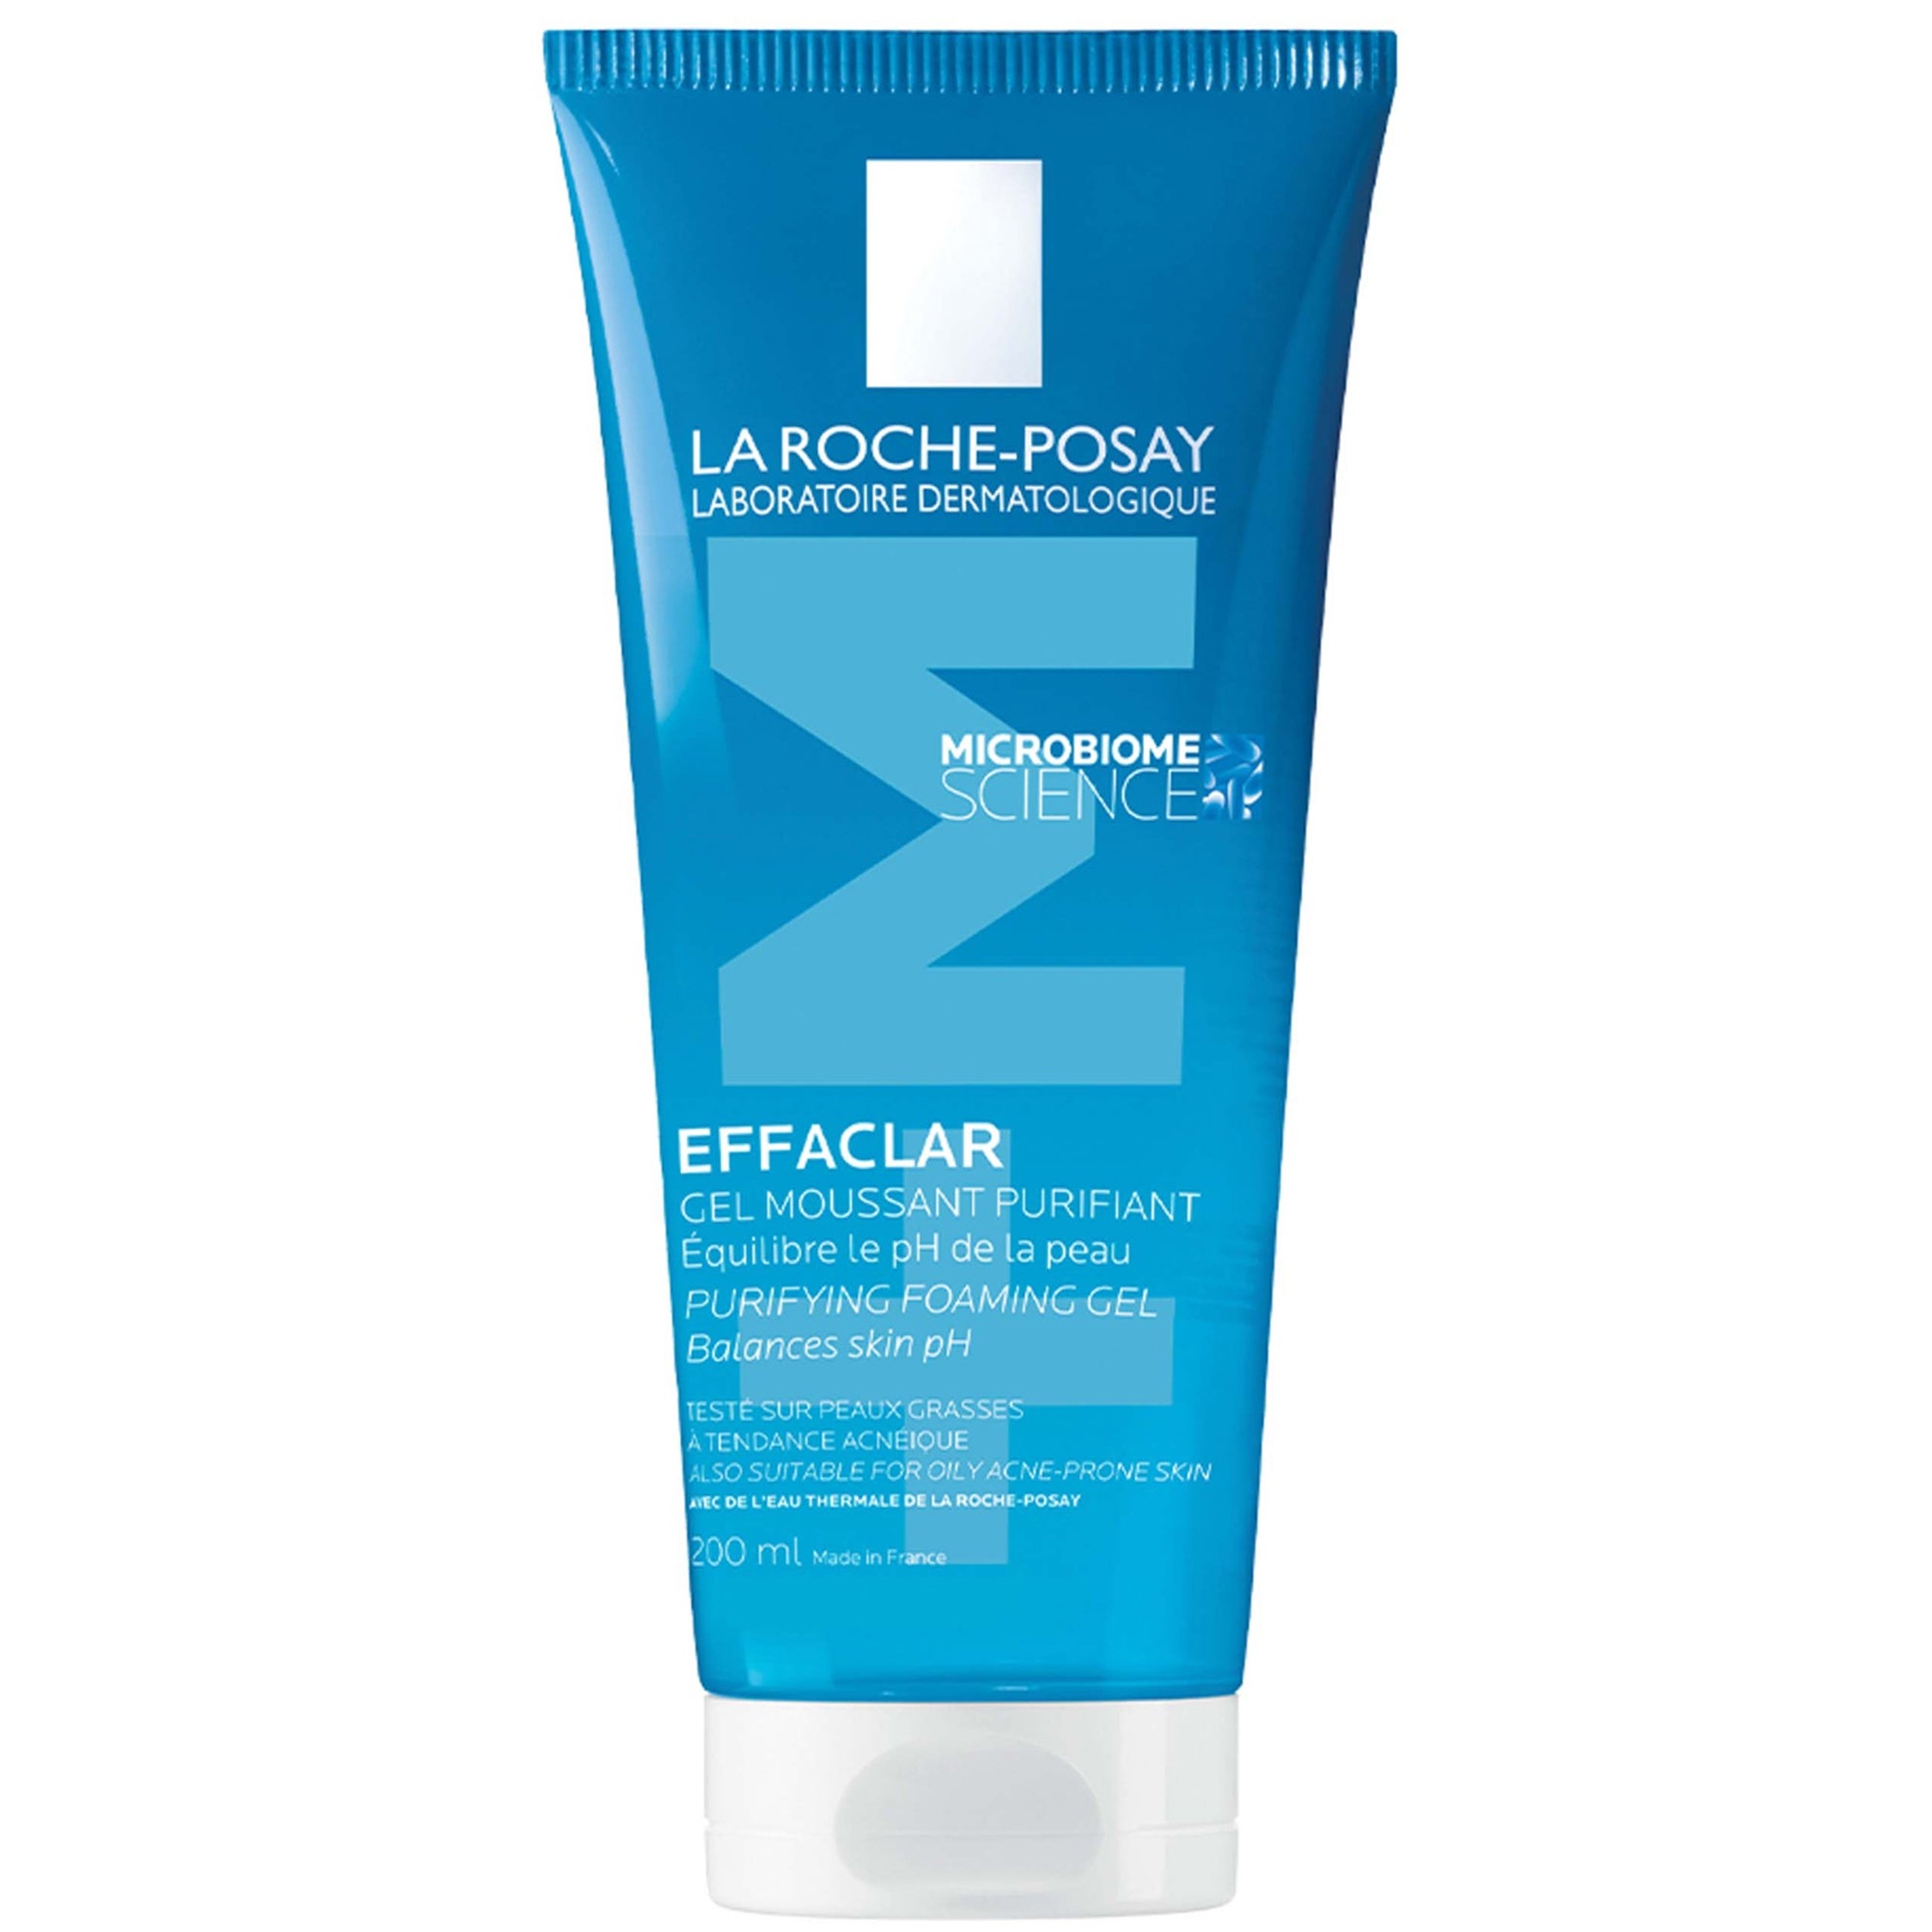 LA ROCHE-POSAY
LABORATOIRE DERMATOLOGIQUE
M
MICROBIOME
SCIENCE
+
EFFACLAR
GEL MOUSSANT PURIFIANT
Équilibre le pH de la peau
PURIFYING FOAMING GEL
Balances skin pH
TESTÉ SUR PEAUX GRASSES
À TENDANCE ACNÉIQUE
ALSO SUITABLE FOR OILY ACNE-PRONE SKIN
AVEC DE L'EAU THERMALE DE LA ROCHE-POSAY
200 ml Made in France